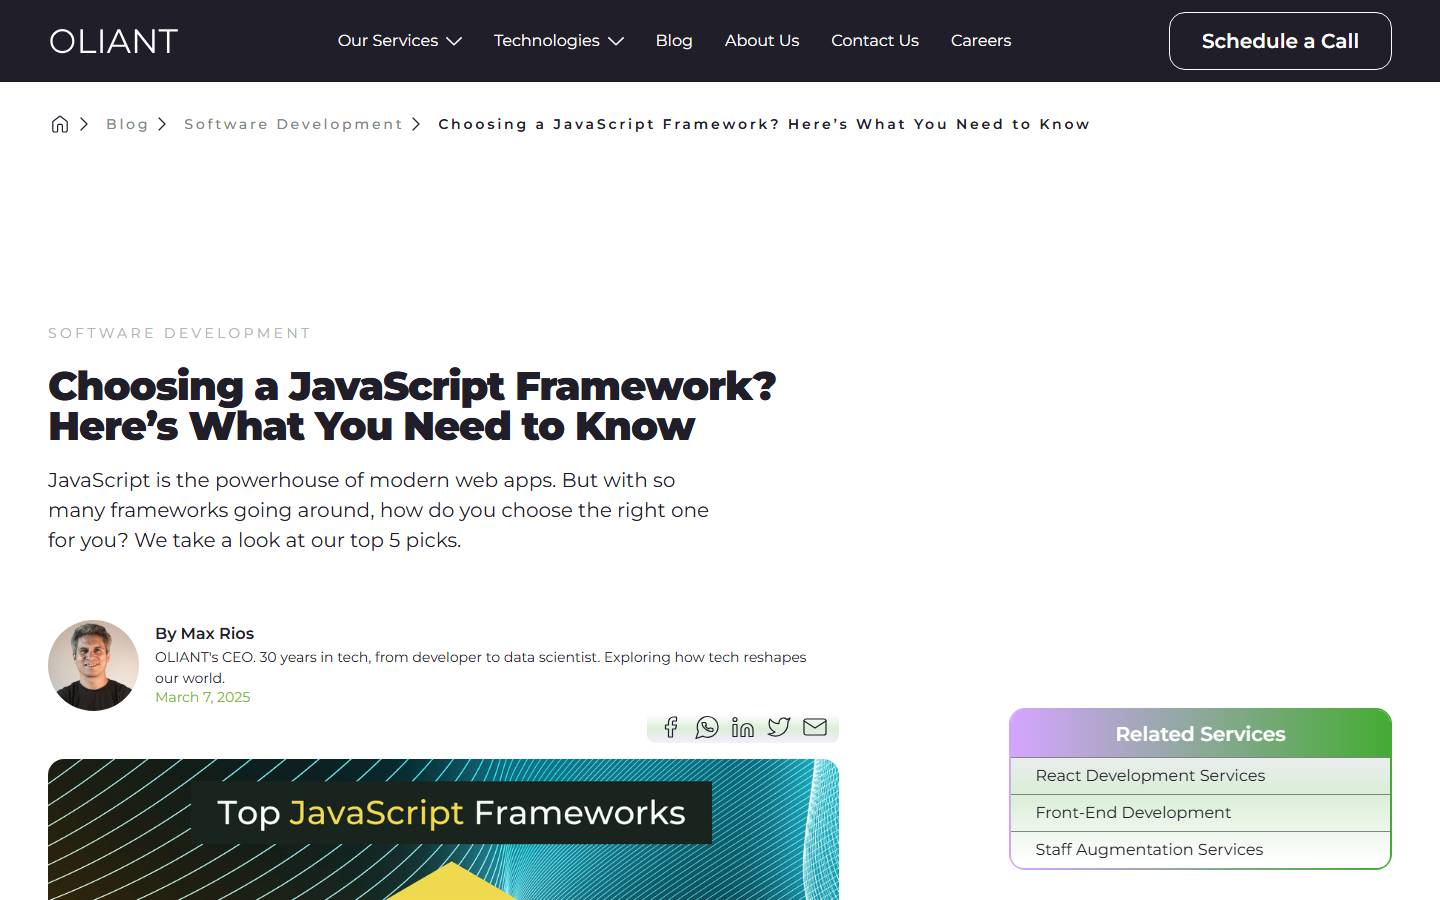 OLIANT
Our Services
Technologies
Blog
About Us
Contact Us
Careers
Schedule a Call
Blog
Software Development
Choosing a JavaScript Framework? Here’s What You Need to Know
SOFTWARE DEVELOPMENT
Choosing a JavaScript Framework?
Here’s What You Need to Know
JavaScript is the powerhouse of modern web apps. But with so
many frameworks going around, how do you choose the right one
for you? We take a look at our top 5 picks.
By Max Rios
OLIANT's CEO. 30 years in tech, from developer to data scientist. Exploring how tech reshapes
our world.
March 7, 2025
Top JavaScript Frameworks
Related Services
React Development Services
Front-End Development
Staff Augmentation Services